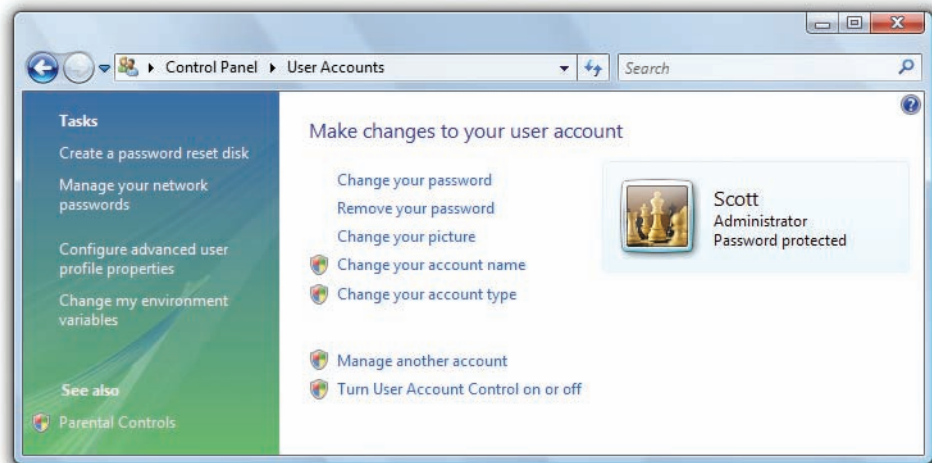 Control Panel
User Accounts
Search
Tasks
Create a password reset disk
Manage your network
passwords
Configure advanced user
profile properties
Change my environment
variables
See also
Parental Controls
Make changes to your user account
Change your password
Remove your password
Change your picture
Change your account name
Change your account type
Manage another account
Turn User Account Control on or off
Scott
Administrator
Password protected